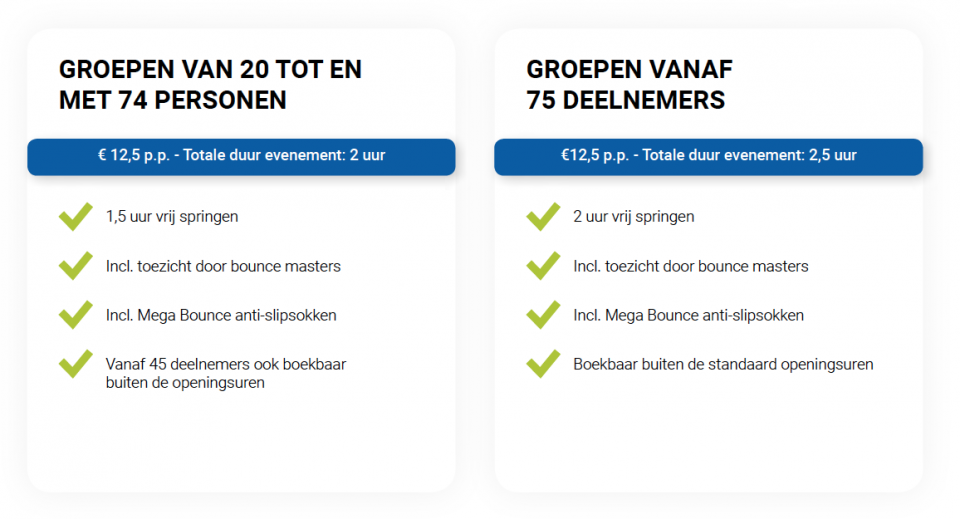 GROEPEN VAN 20 TOT EN
MET 74 PERSONEN
€ 12,5 p.p. - Totale duur evenement: 2 uur
1,5 uur vrij springen
Incl. toezicht door bounce masters
Incl. Mega Bounce anti-slipsokken
Vanaf 45 deelnemers ook boekbaar
buiten de openingsuren
GROEPEN VANAF
75 DEELNEMERS
€12,5 p.p. - Totale duur evenement: 2,5 uur
2 uur vrij springen
Incl. toezicht door bounce masters
Incl. Mega Bounce anti-slipsokken
Boekbaar buiten de standaard openingsuren